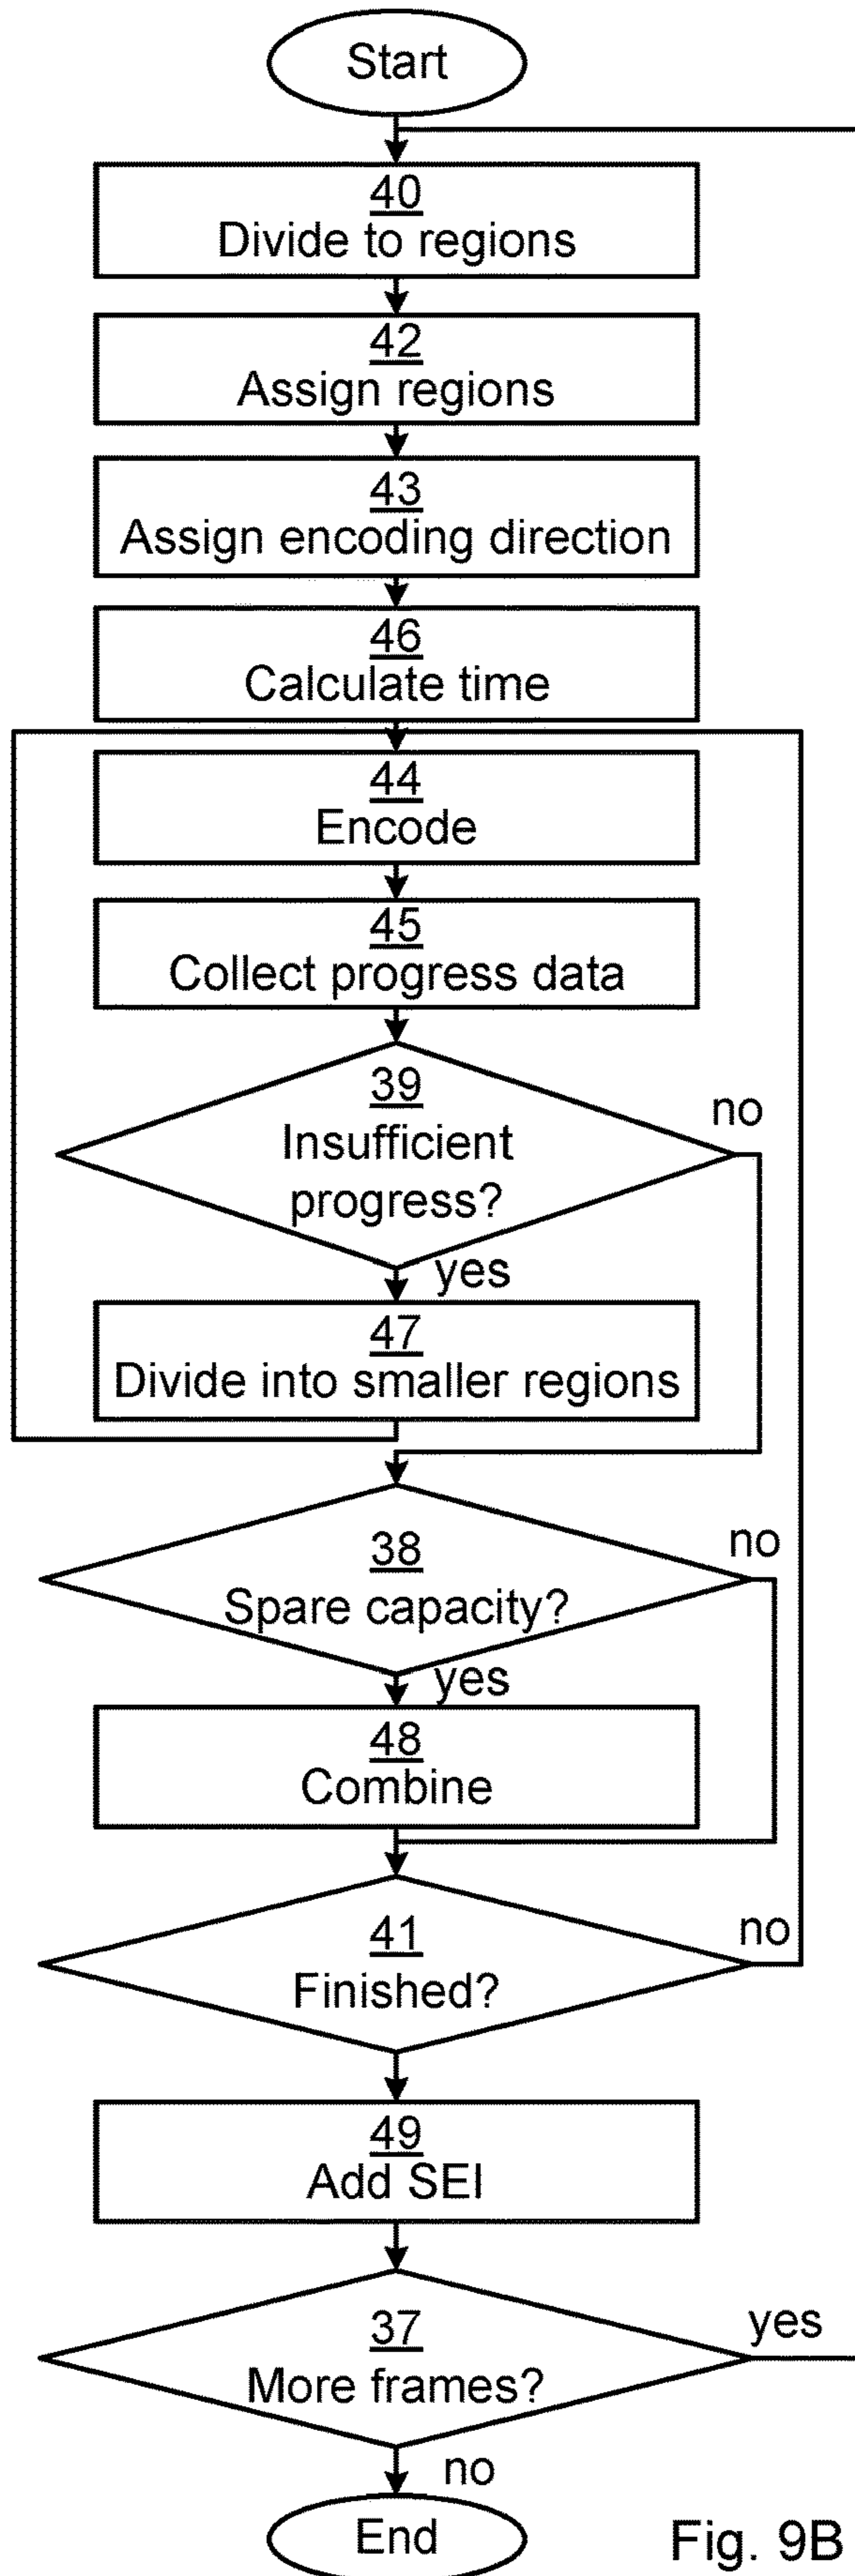 Start
40
Divide to regions
42
Assign regions
43
Assign encoding direction
46
Calculate time
44
Encode
45
Collect progress data
39
Insufficient
progress?
no
yes
47
Divide into smaller regions
38
Spare capacity?
no
yes
48
Combine
41
Finished?
no
49
Add SEI
37
More frames?
yes
no
End
Fig. 9B